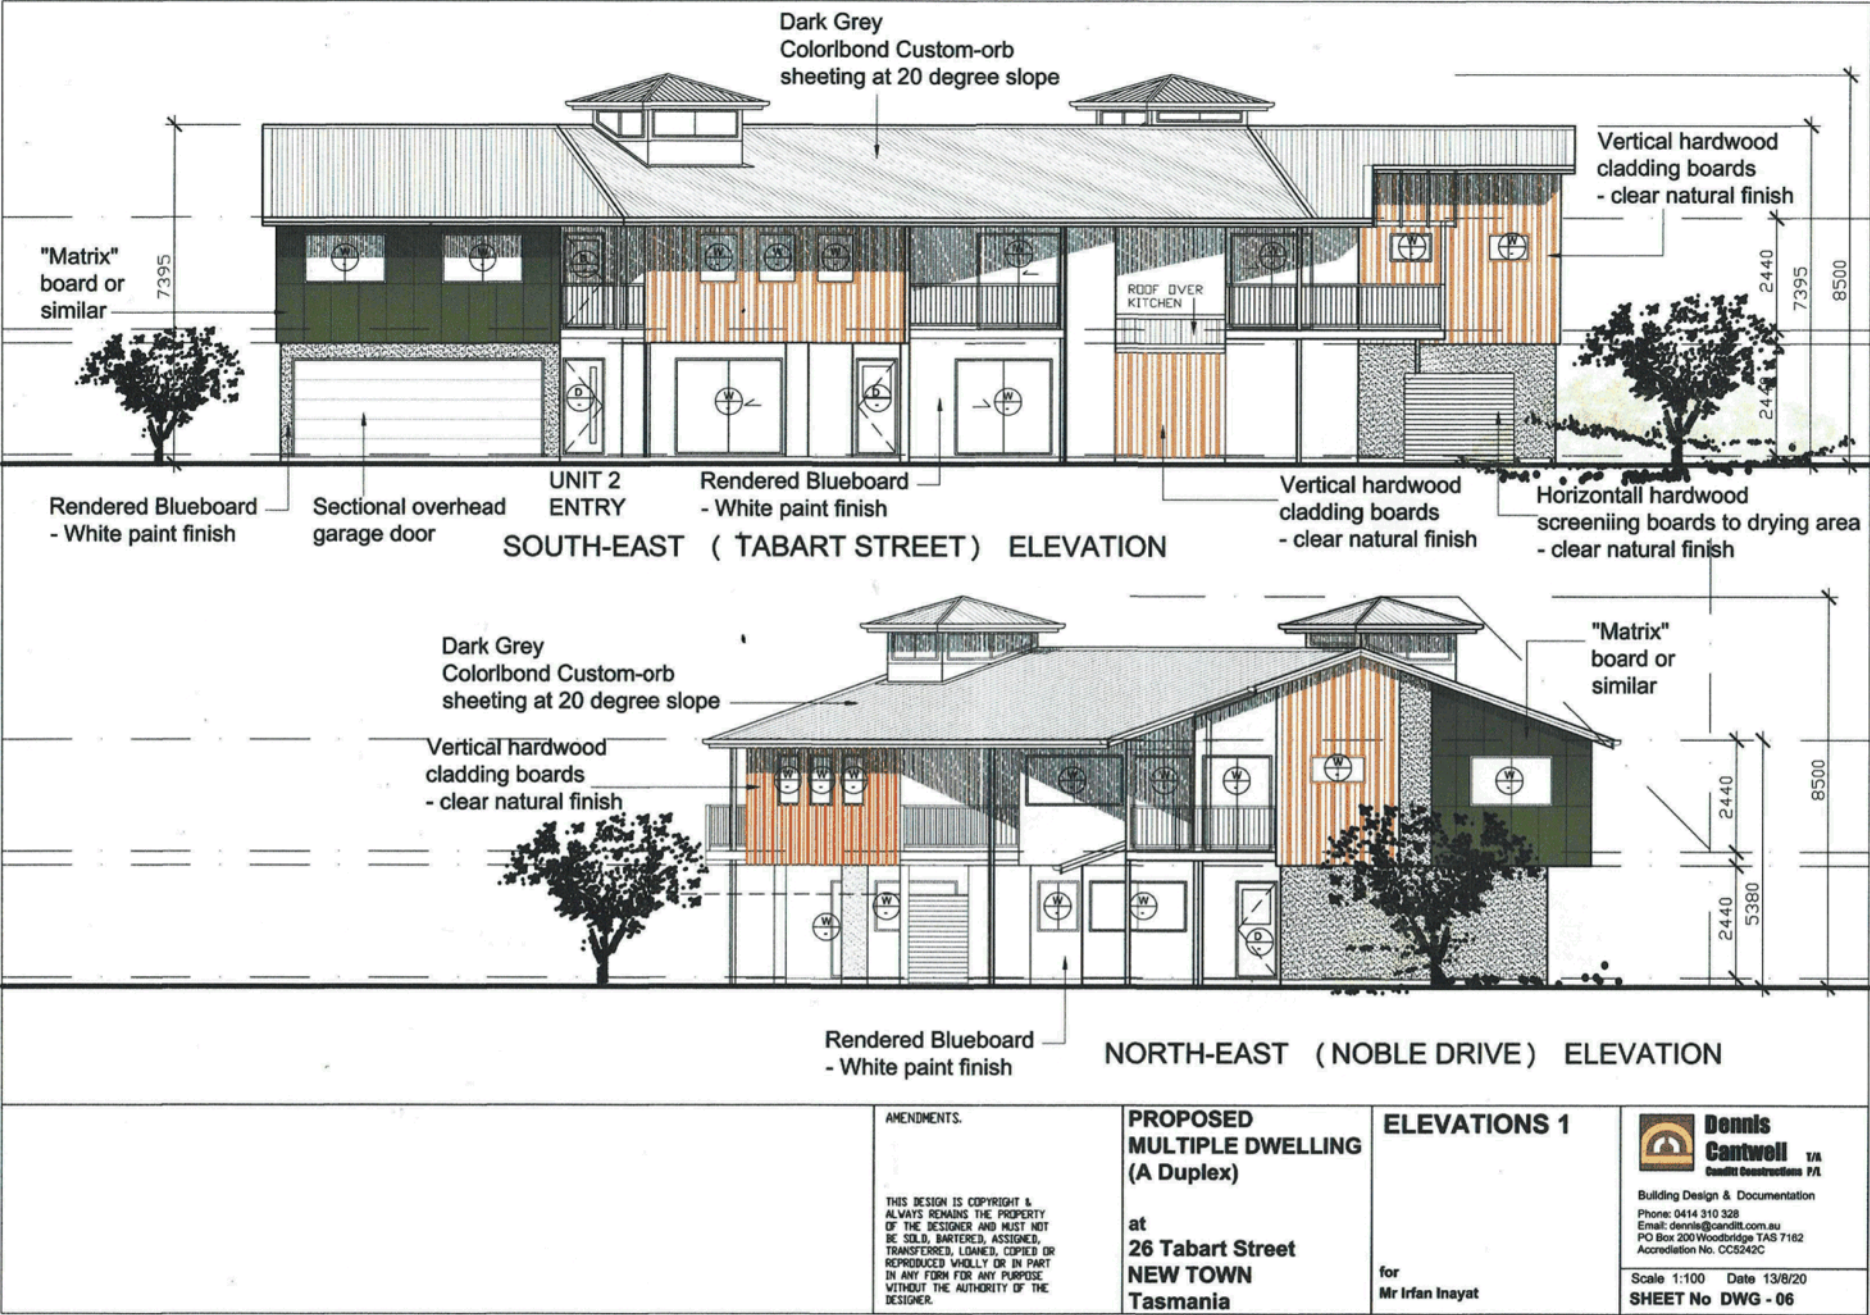 Dark Grey
Colorlbond Custom-orb
sheeting at 20 degree slope
Vertical hardwood
cladding boards
- clear natural finish
"Matrix"
board or
similar
7395
2440
7395
8500
2440
ROOF OVER
KITCHEN
W
W
D
W
W
W
W
W
W
W
D
W
D
W
Rendered Blueboard
- White paint finish
Sectional overhead
garage door
UNIT 2
ENTRY
Rendered Blueboard
- White paint finish
Vertical hardwood
cladding boards
- clear natural finish
Horizontall hardwood
screeniing boards to drying area
- clear natural finish
SOUTH-EAST ( TABART STREET ) ELEVATION
Dark Grey
Colorlbond Custom-orb
sheeting at 20 degree slope
"Matrix"
board or
similar
Vertical hardwood
cladding boards
- clear natural finish
W
W
W
W
W
W
W
W
2440
8500
2440
5380
W
W
W
W
D
Rendered Blueboard
- White paint finish
NORTH-EAST ( NOBLE DRIVE ) ELEVATION
AMENDMENTS.
THIS DESIGN IS COPYRIGHT &
ALWAYS REMAINS THE PROPERTY
OF THE DESIGNER AND MUST NOT
BE SOLD, BARTERED, ASSIGNED,
TRANSFERRED, LOANED, COPIED OR
REPRODUCED WHOLLY OR IN PART
IN ANY FORM FOR ANY PURPOSE
WITHOUT THE AUTHORITY OF THE
DESIGNER.
PROPOSED
MULTIPLE DWELLING
(A Duplex)
at
26 Tabart Street
NEW TOWN
Tasmania
ELEVATIONS 1
for
Mr Irfan Inayat
Dennis
Cantwell T/A
Canditt Constructions P/L
Building Design & Documentation
Phone: 0414 310 328
Email: dennis@canditt.com.au
PO Box 200 Woodbridge TAS 7162
Accrediation No. CC5242C
Scale 1:100 Date 13/8/20
SHEET No DWG - 06